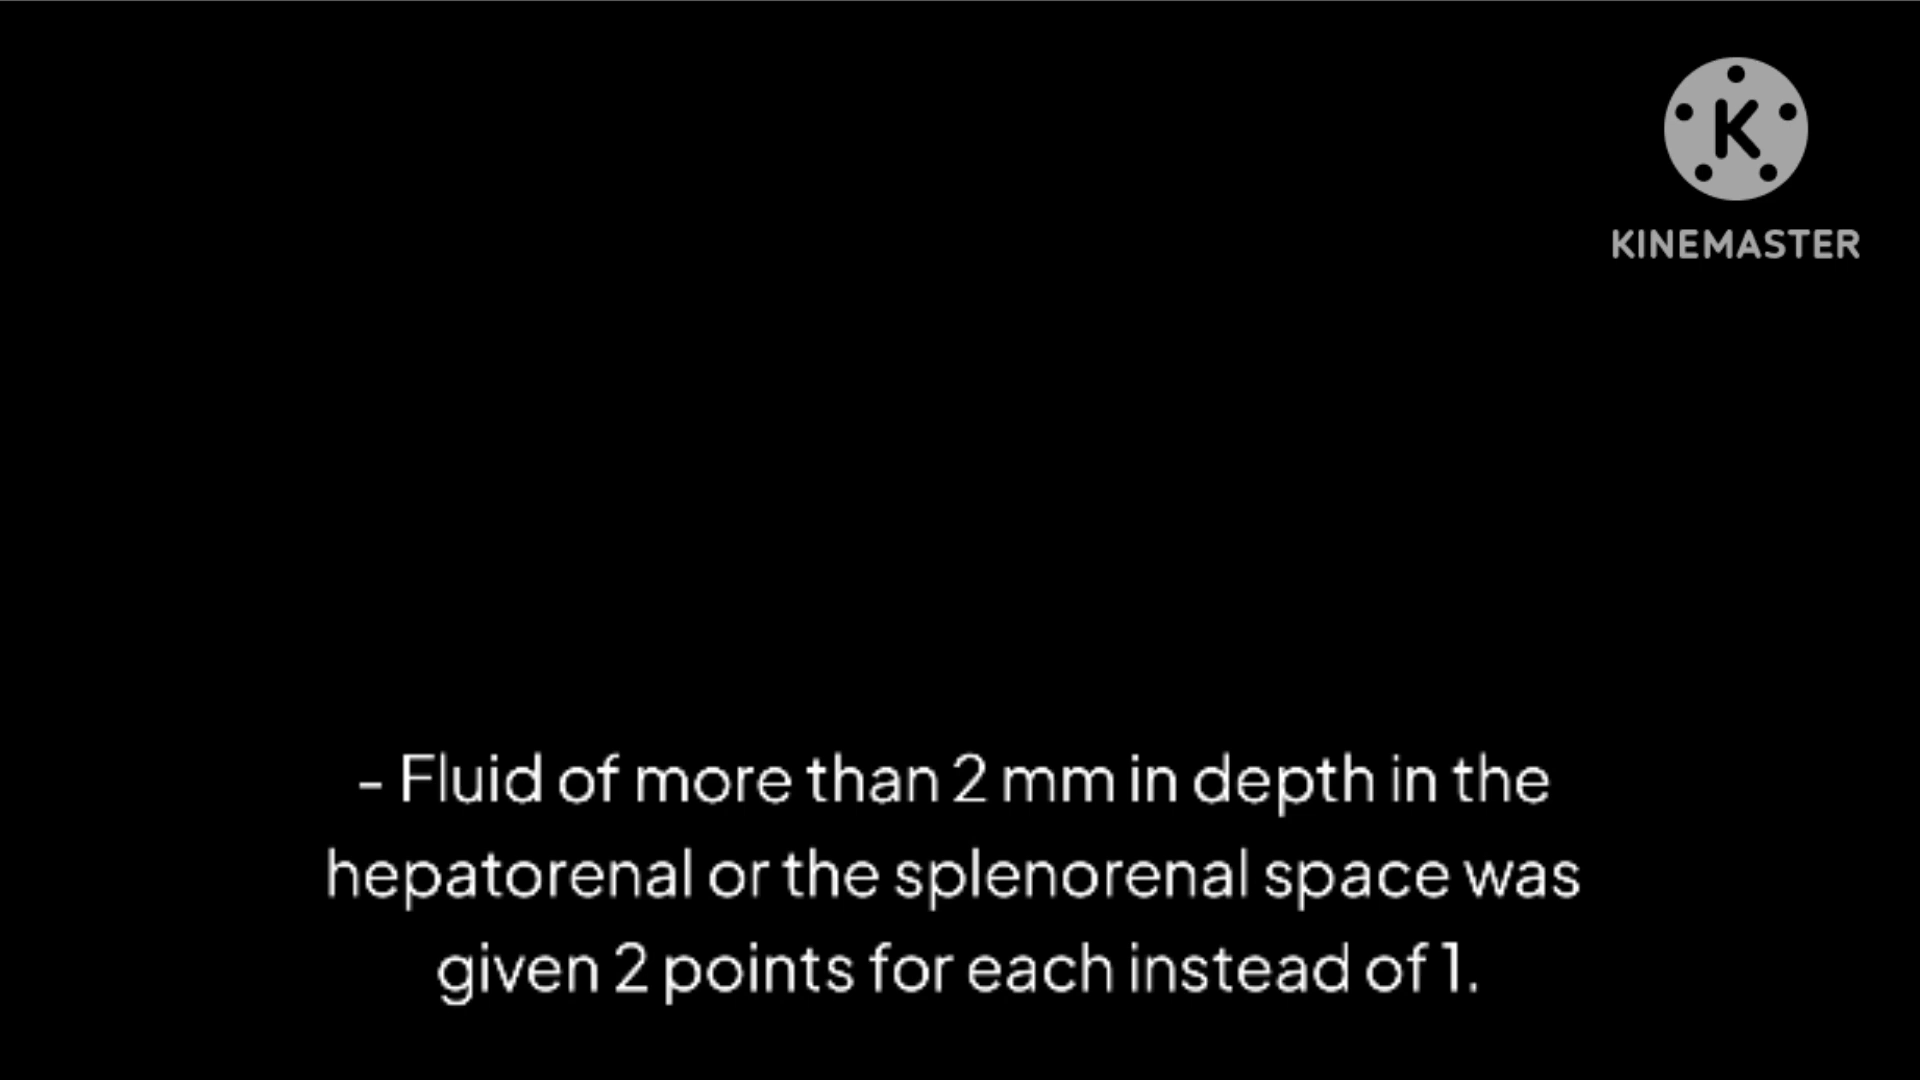 K
KINEMASTER
- Fluid of more than 2 mm in depth in the
hepatorenal or the splenorenal space was
given 2 points for each instead of 1.